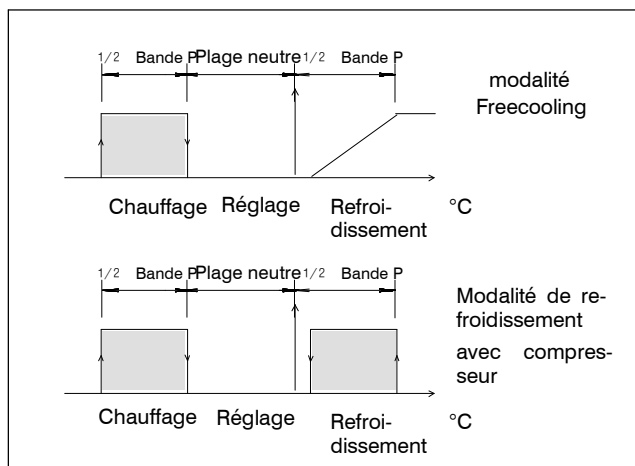 1/2 Bande P Plage neutre 1/2 Bande P
modalité
Freecooling
Chauffage Réglage Refroi-
dissement
°C
1/2 Bande P Plage neutre 1/2 Bande P
Modalité de re-
froidissement
avec compres-
seur
Chauffage Réglage Refroi-
dissement
°C